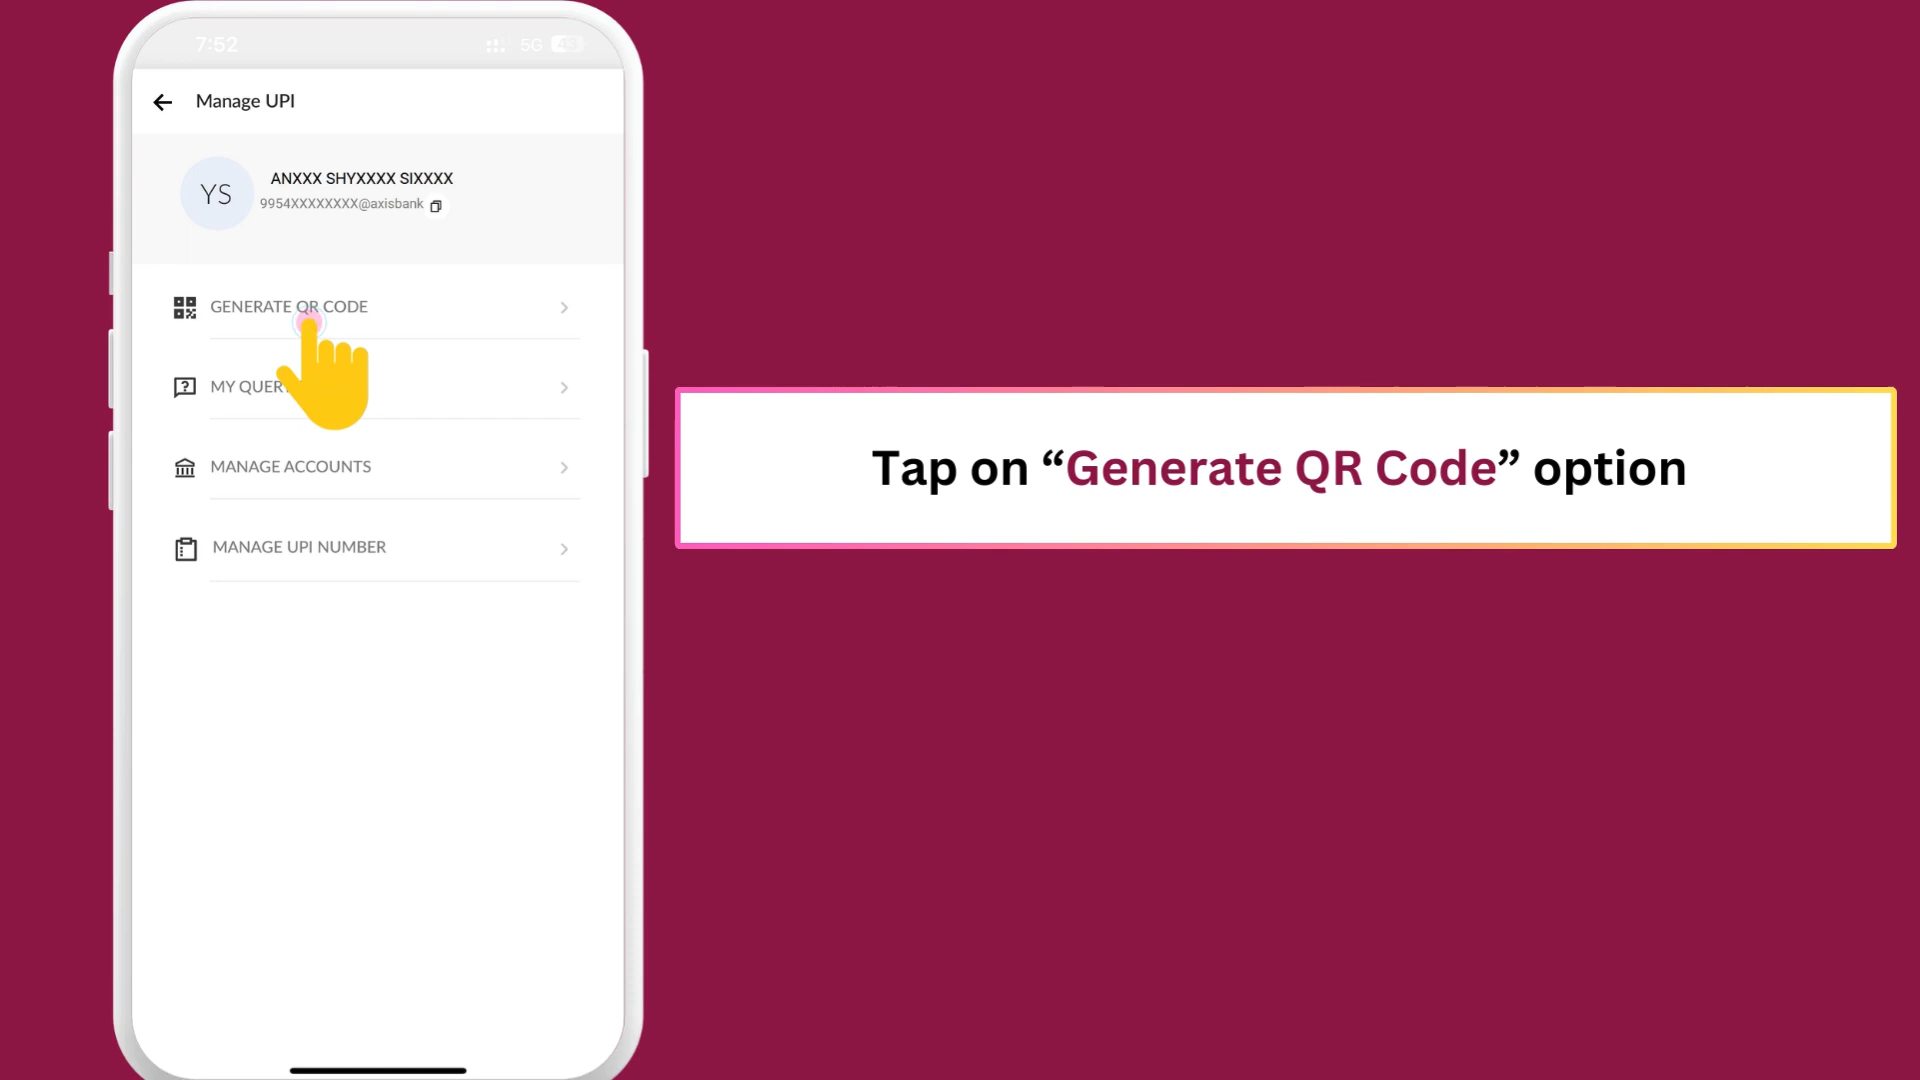 7:52
5G 43
Manage UPI
YS
ANXXX SHYXXXX SIXXXX
9954XXXXXXXX@axisbank
GENERATE QR CODE
MANAGE ACCOUNTS
MANAGE UPI NUMBER
MY
Tap on “Generate QR Code” option